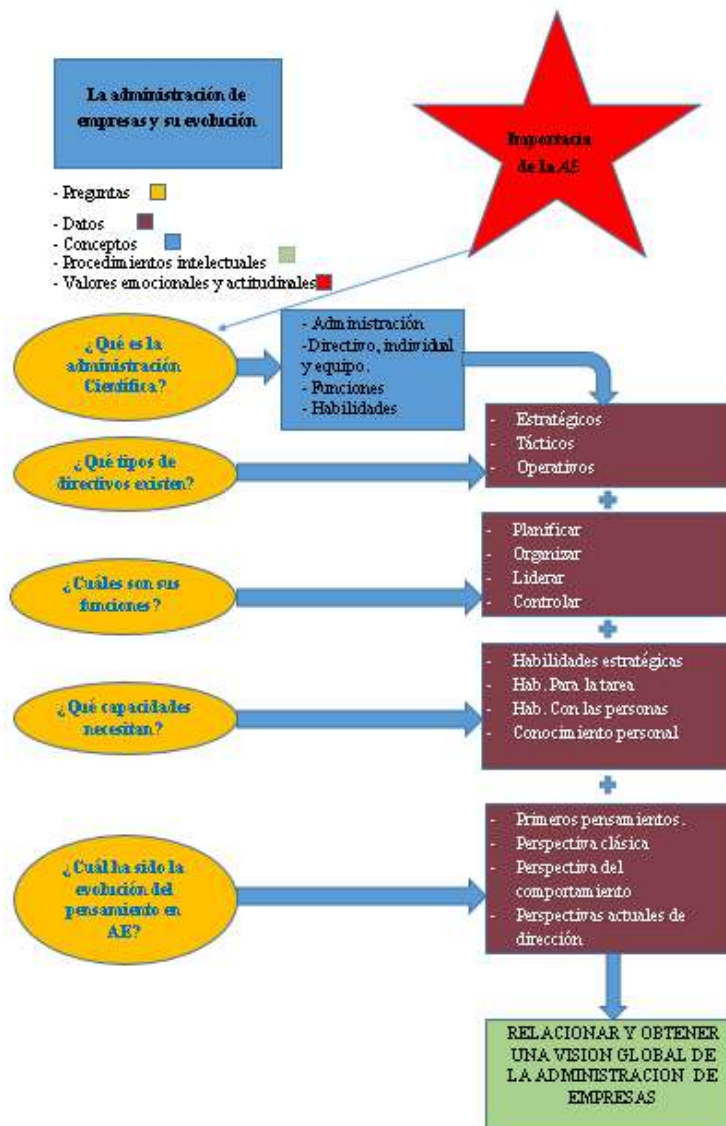 La administración de
empresas y su evolución
Importacia
de la AE
- Preguntas
- Datos
- Conceptos
- Procedimientos intelectuales
- Valores emocionales y actitudinales
¿Qué es la
administración
Científica?
- Administración
-Directivo, individual
y equipo.
- Funciones
- Habilidades
- Estratégicos
- Tácticos
- Operativos
¿Qué tipos de
directivos existen?
- Planificar
- Organizar
- Liderar
- Controlar
¿Cuáles son sus
funciones?
- Habilidades estratégicas
- Hab. Para la tarea
- Hab. Con las personas
- Conocimiento personal
¿Qué capacidades
necesitan?
- Primeros pensamientos.
- Perspectiva clásica
- Perspectiva del
comportamiento
- Perspectivas actuales de
dirección
¿Cuál ha sido la
evolución del
pensamiento en
AE?
RELACIONAR Y OBTENER
UNA VISION GLOBAL DE
LA ADMINISTRACION DE
EMPRESAS